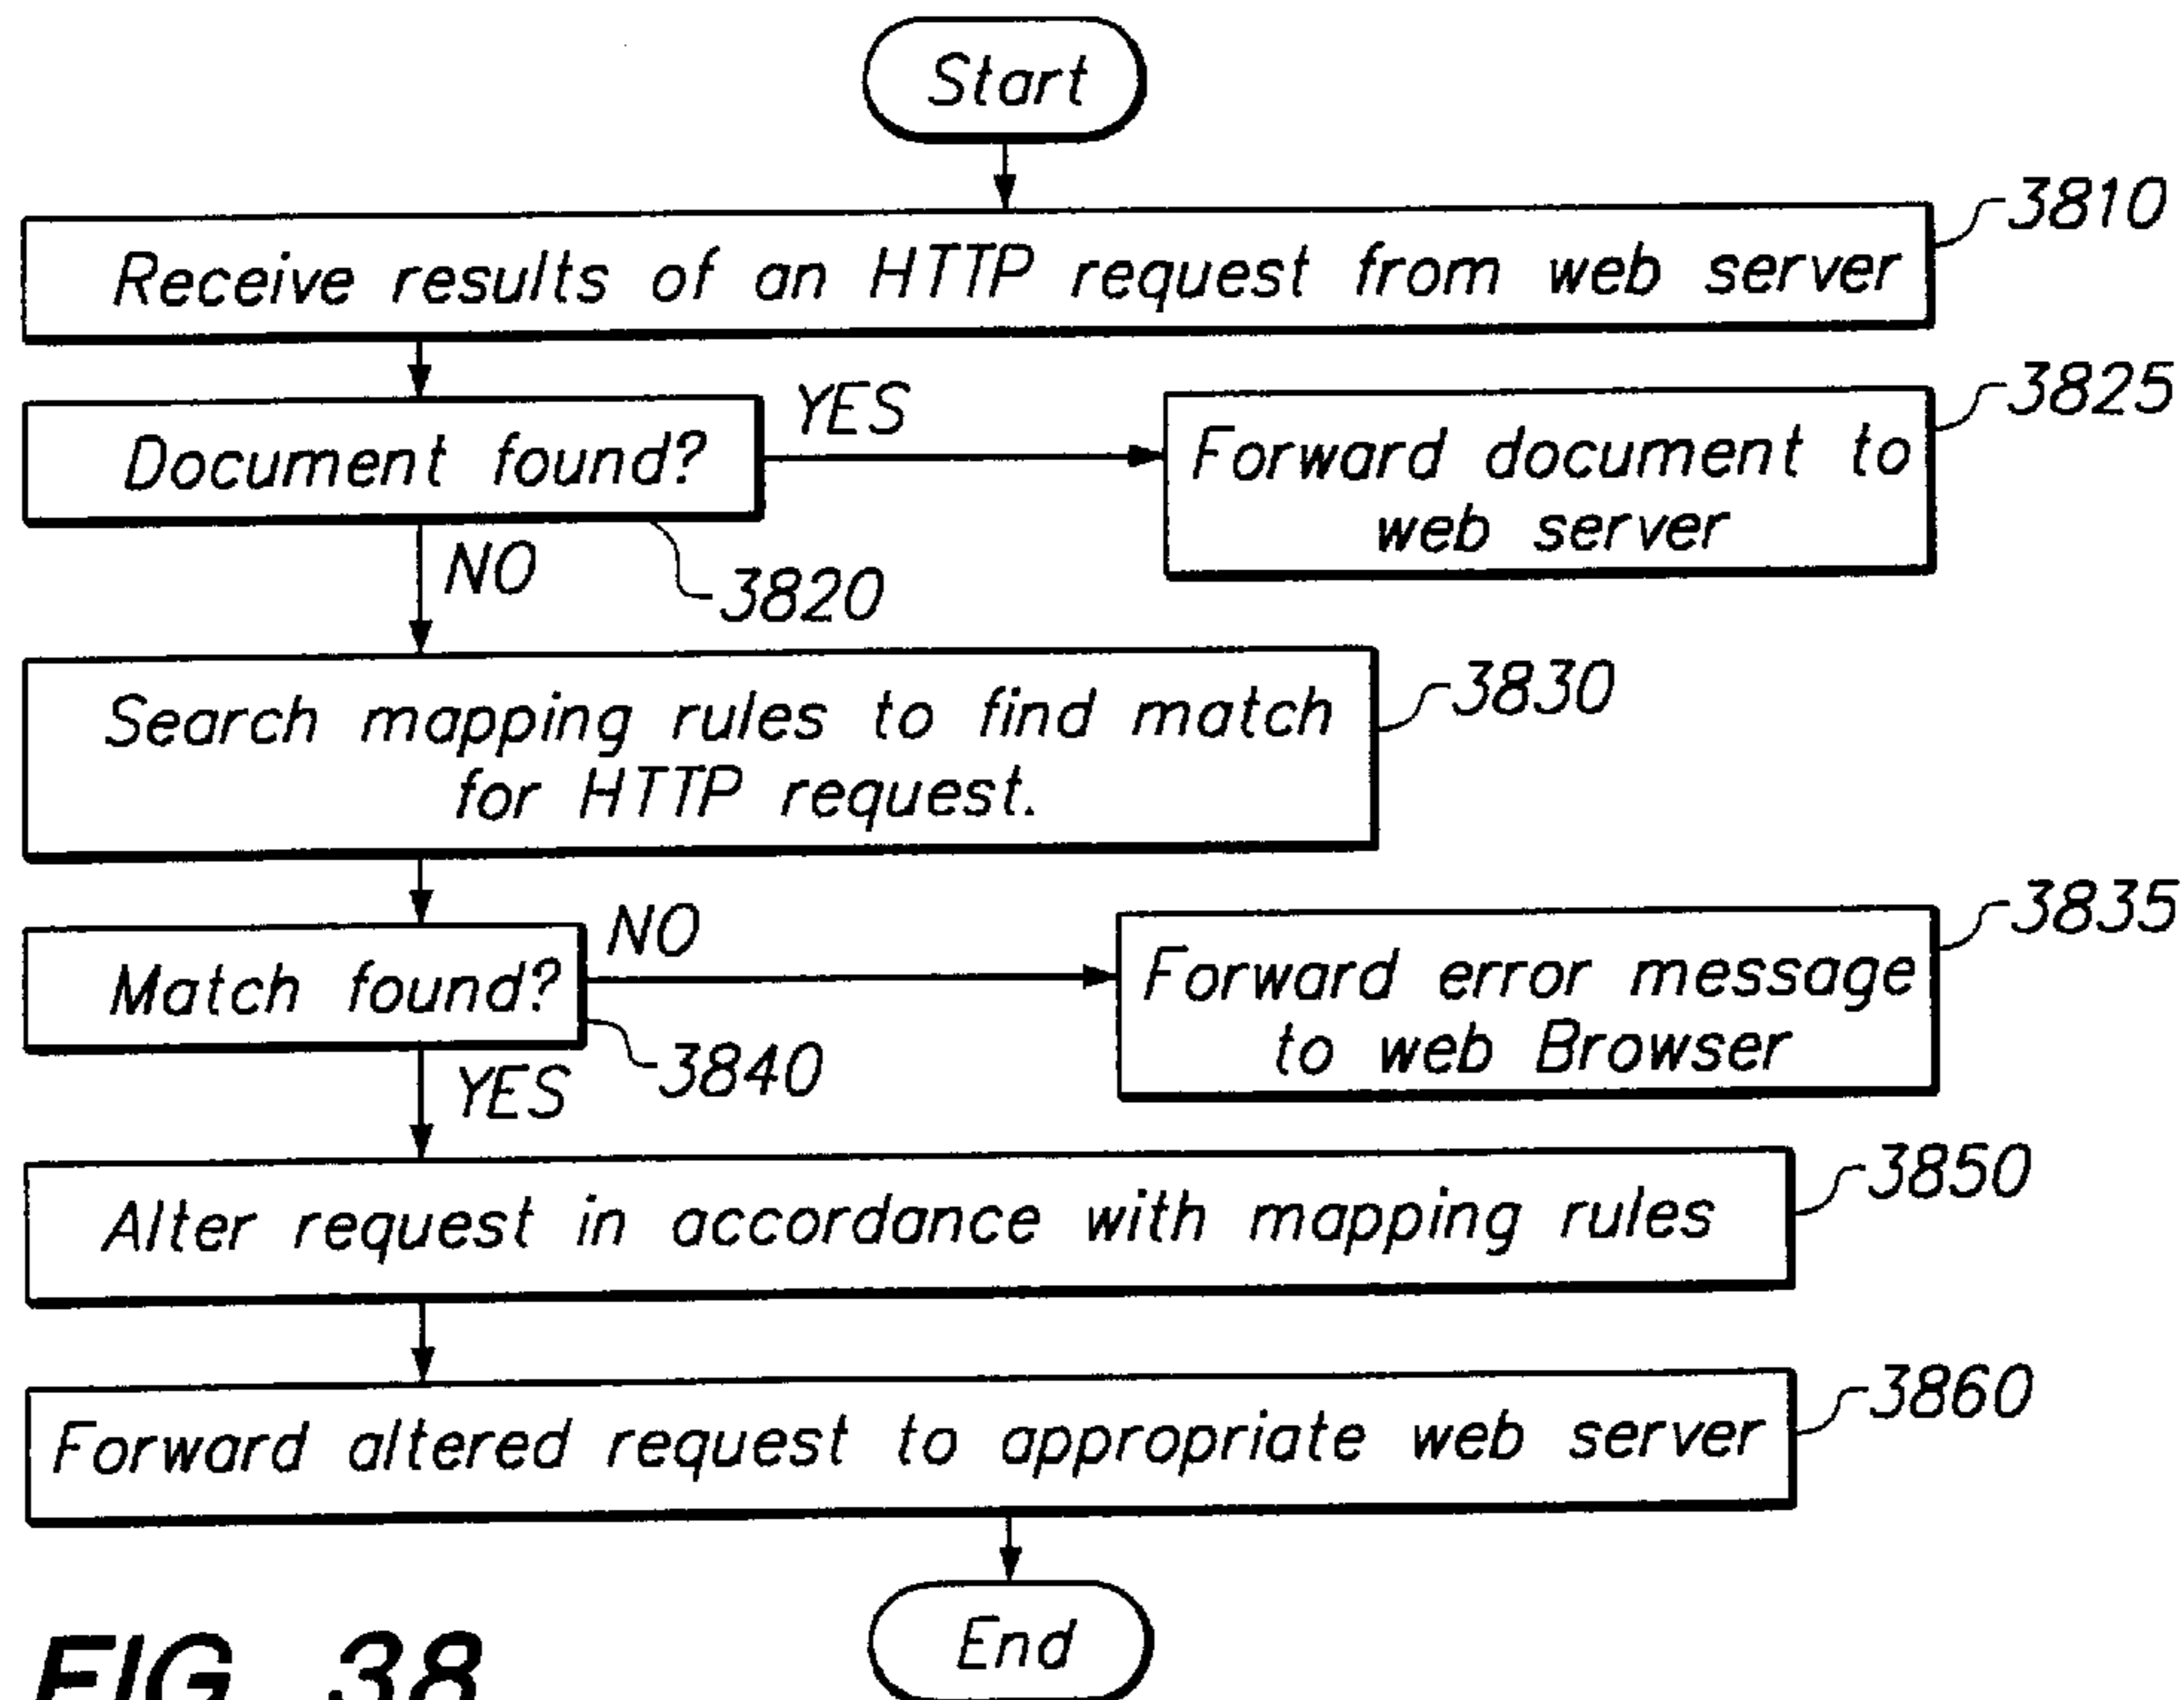 Start
3810
Receive results of an HTTP request from web server
3825
Document found?
YES
Forward document to
web server
NO
3820
3830
Search mapping rules to find match
for HTTP request.
3835
Match found?
NO
Forward error message
to web Browser
3840
YES
3850
Alter request in accordance with mapping rules
3860
Forward altered request to appropriate web server
End
FIG. 38